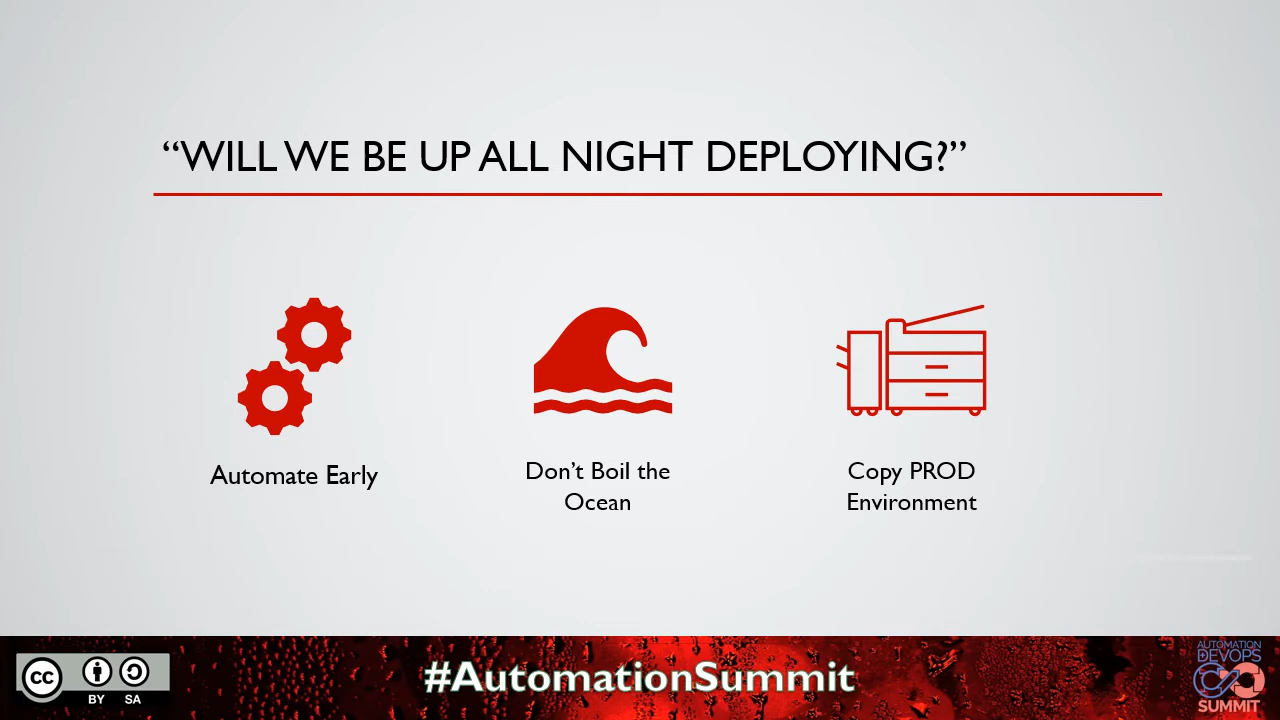 “WILL WE BE UP ALL NIGHT DEPLOYING?”
Automate Early
Don’t Boil the
Ocean
Copy PROD
Environment
cc
BY SA
#AutomationSummit
AUTOMATION
DEVOPS
SUMMIT